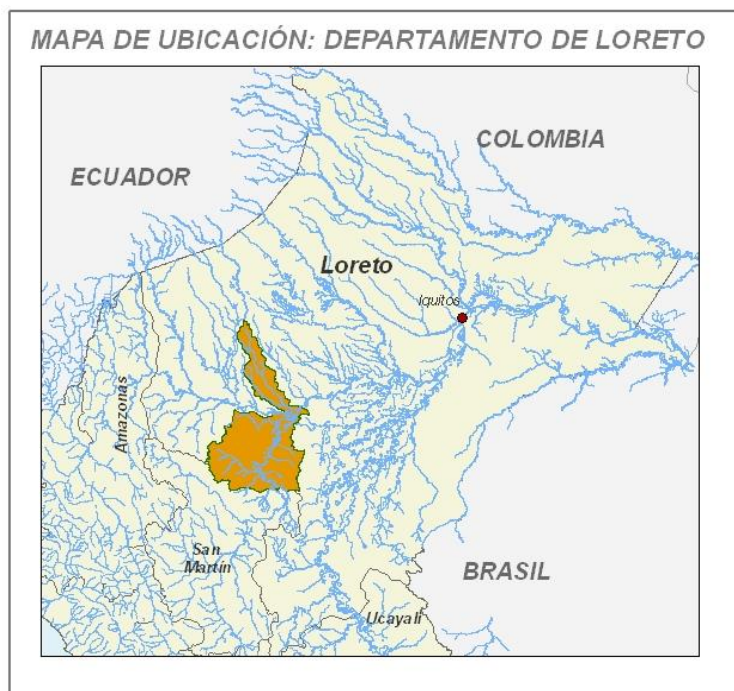 MAPA DE UBICACIÓN: DEPARTAMENTO DE LORETO
COLOMBIA
ECUADOR
Loreto
Iquitos
Amazonas
San
Martín
BRASIL
Ucayali